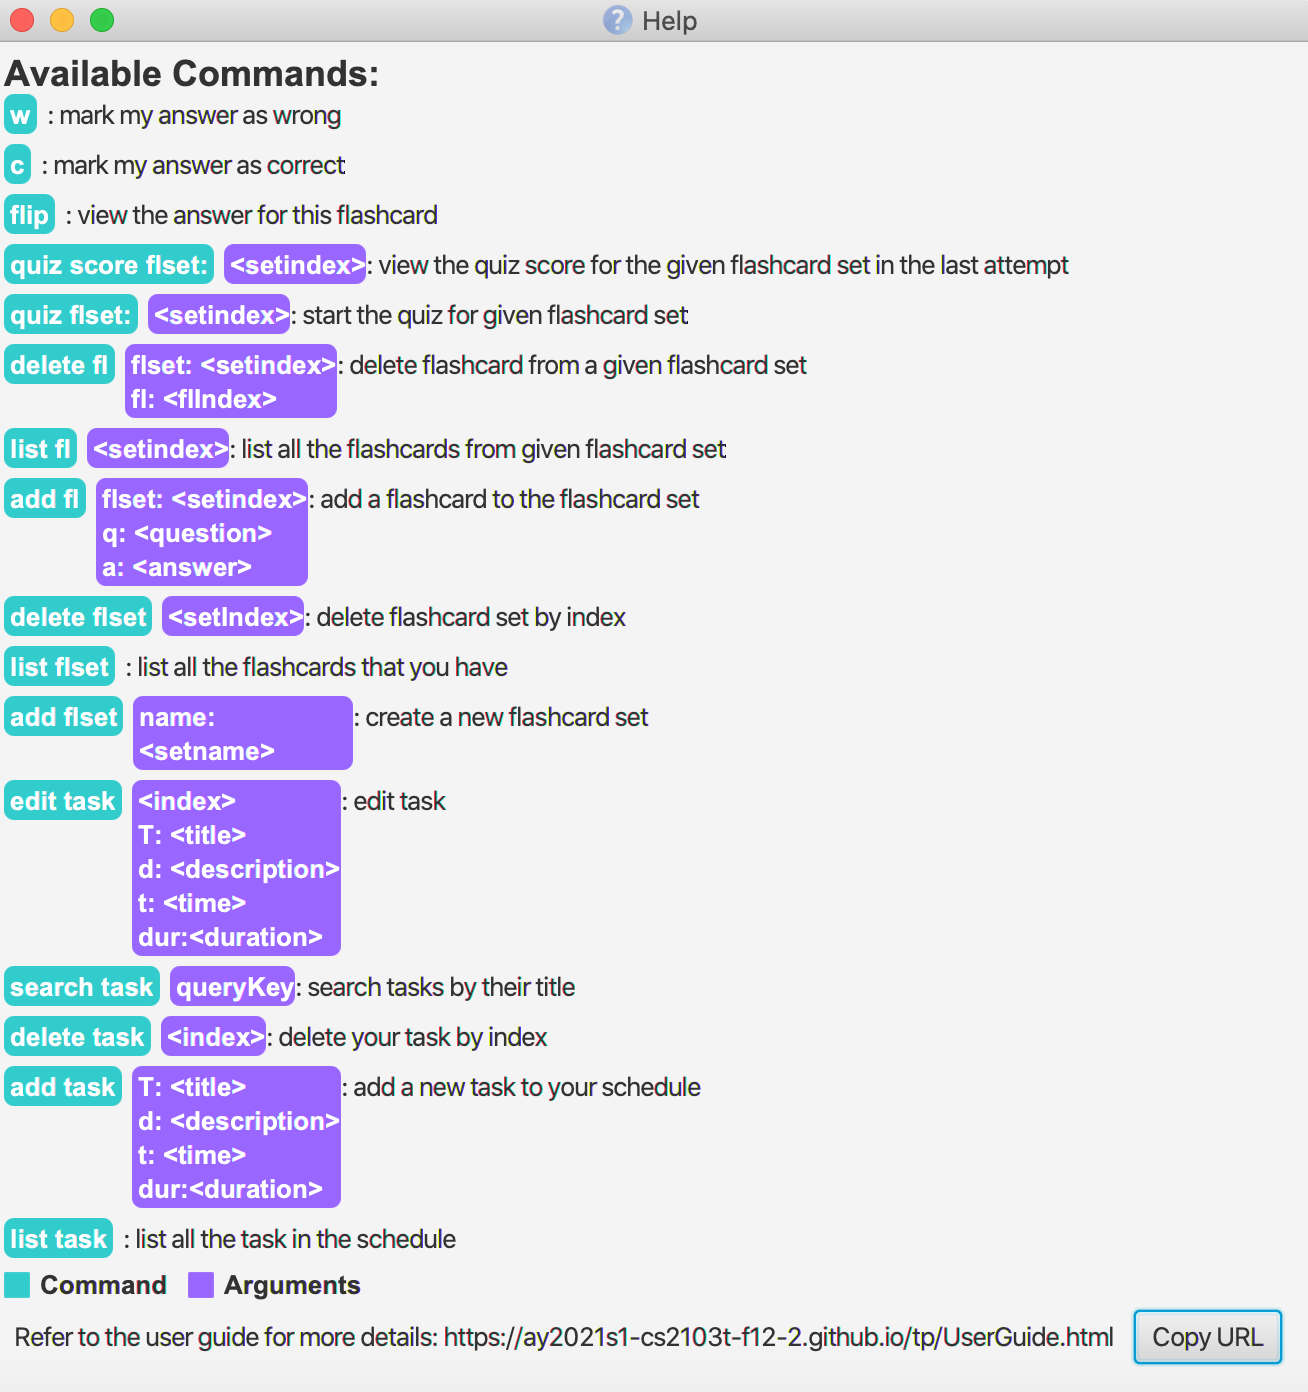 ? Help
Available Commands:
w : mark my answer as wrong
c : mark my answer as correct
flip : view the answer for this flashcard
quiz score flset: <setindex>: view the quiz score for the given flashcard set in the last attempt
quiz flset: <setindex>: start the quiz for given flashcard set
delete fl flset: <setindex>: delete flashcard from a given flashcard set
fl: <flIndex>
list fl <setindex>: list all the flashcards from given flashcard set
add fl flset: <setindex>: add a flashcard to the flashcard set
q: <question>
a: <answer>
delete flset <setIndex>: delete flashcard set by index
list flset : list all the flashcards that you have
add flset name: : create a new flashcard set
<setname>
edit task <index> : edit task
T: <title>
d: <description>
t: <time>
dur:<duration>
search task queryKey: search tasks by their title
delete task <index>: delete your task by index
add task T: <title> : add a new task to your schedule
d: <description>
t: <time>
dur:<duration>
list task : list all the task in the schedule
Command Arguments
Refer to the user guide for more details: https://ay2021s1-cs2103t-f12-2.github.io/tp/UserGuide.html Copy URL